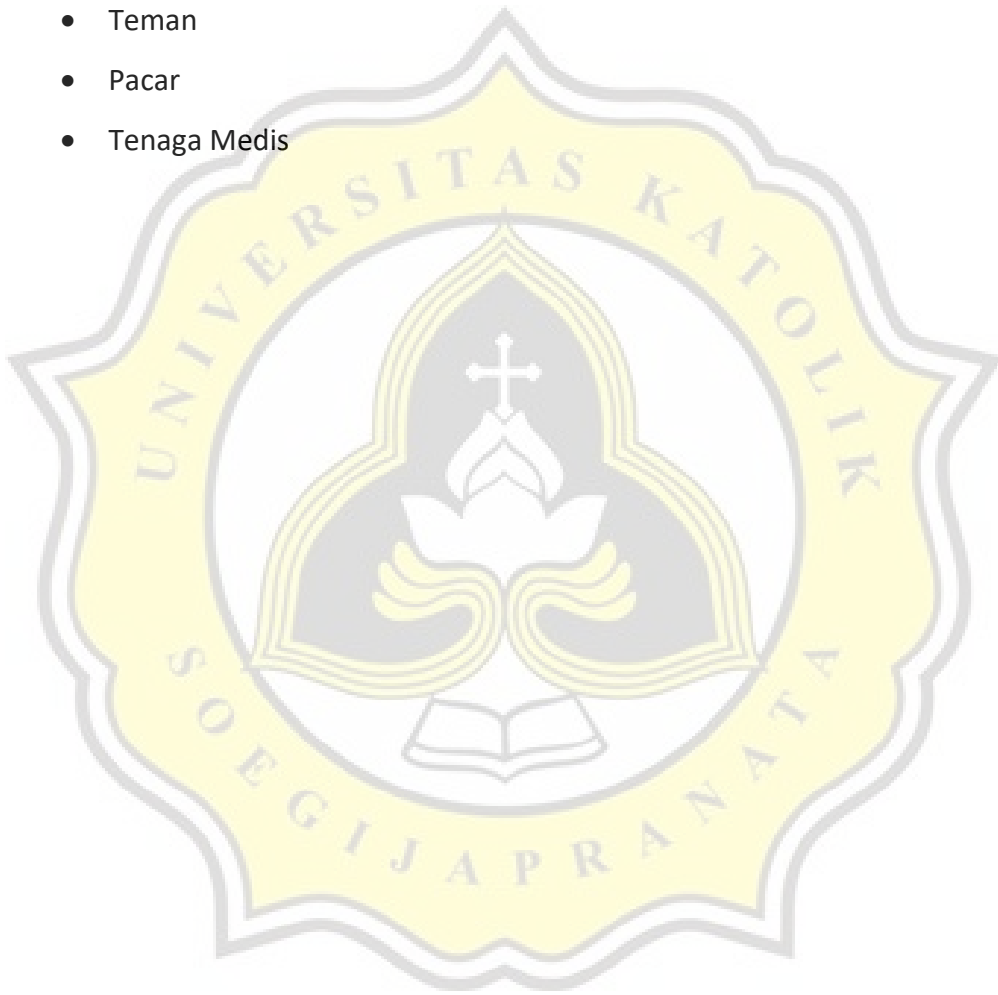 • Teman
• Pacar
• Tenaga Medis
UNIVERSITAS KATOLIK
SOEGIJAPRANATA